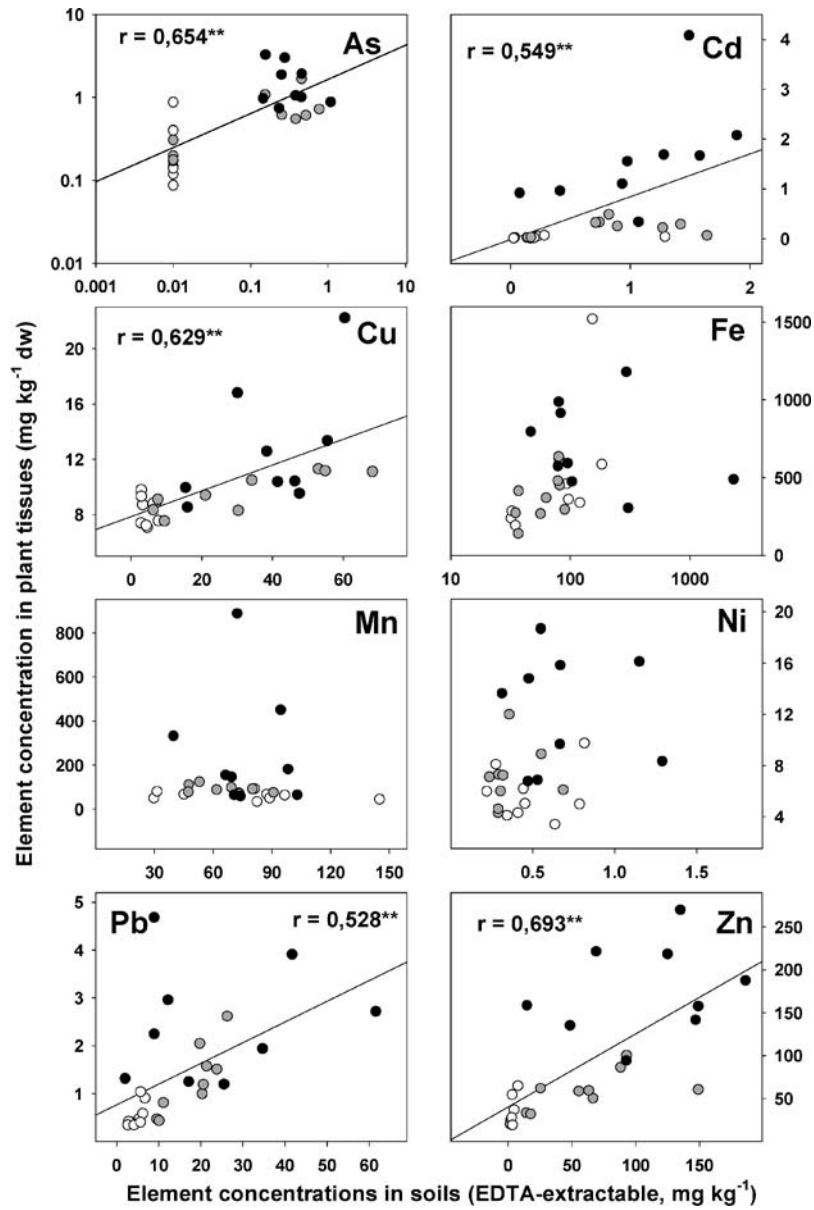 Element concentration in plant tissues (mg kg⁻¹ dw)
10
1
0.1
0.01
r = 0,654**
As
0.001 0.01 0.1 1 10
r = 0,549**
Cd
4
3
2
1
0
0 1 2
22
18
14
10
8
r = 0,629**
Cu
0 20 40 60
Fe
1500
1000
500
0
10 100 1000
800
600
400
200
0
Mn
30 60 90 120 150
Ni
20
16
12
8
4
0.5 1.0 1.5
5
4
3
2
1
Pb
r = 0,528**
0 10 20 30 40 50 60
r = 0,693**
Zn
250
200
150
100
50
0 50 100 150
Element concentrations in soils (EDTA-extractable, mg kg⁻¹)